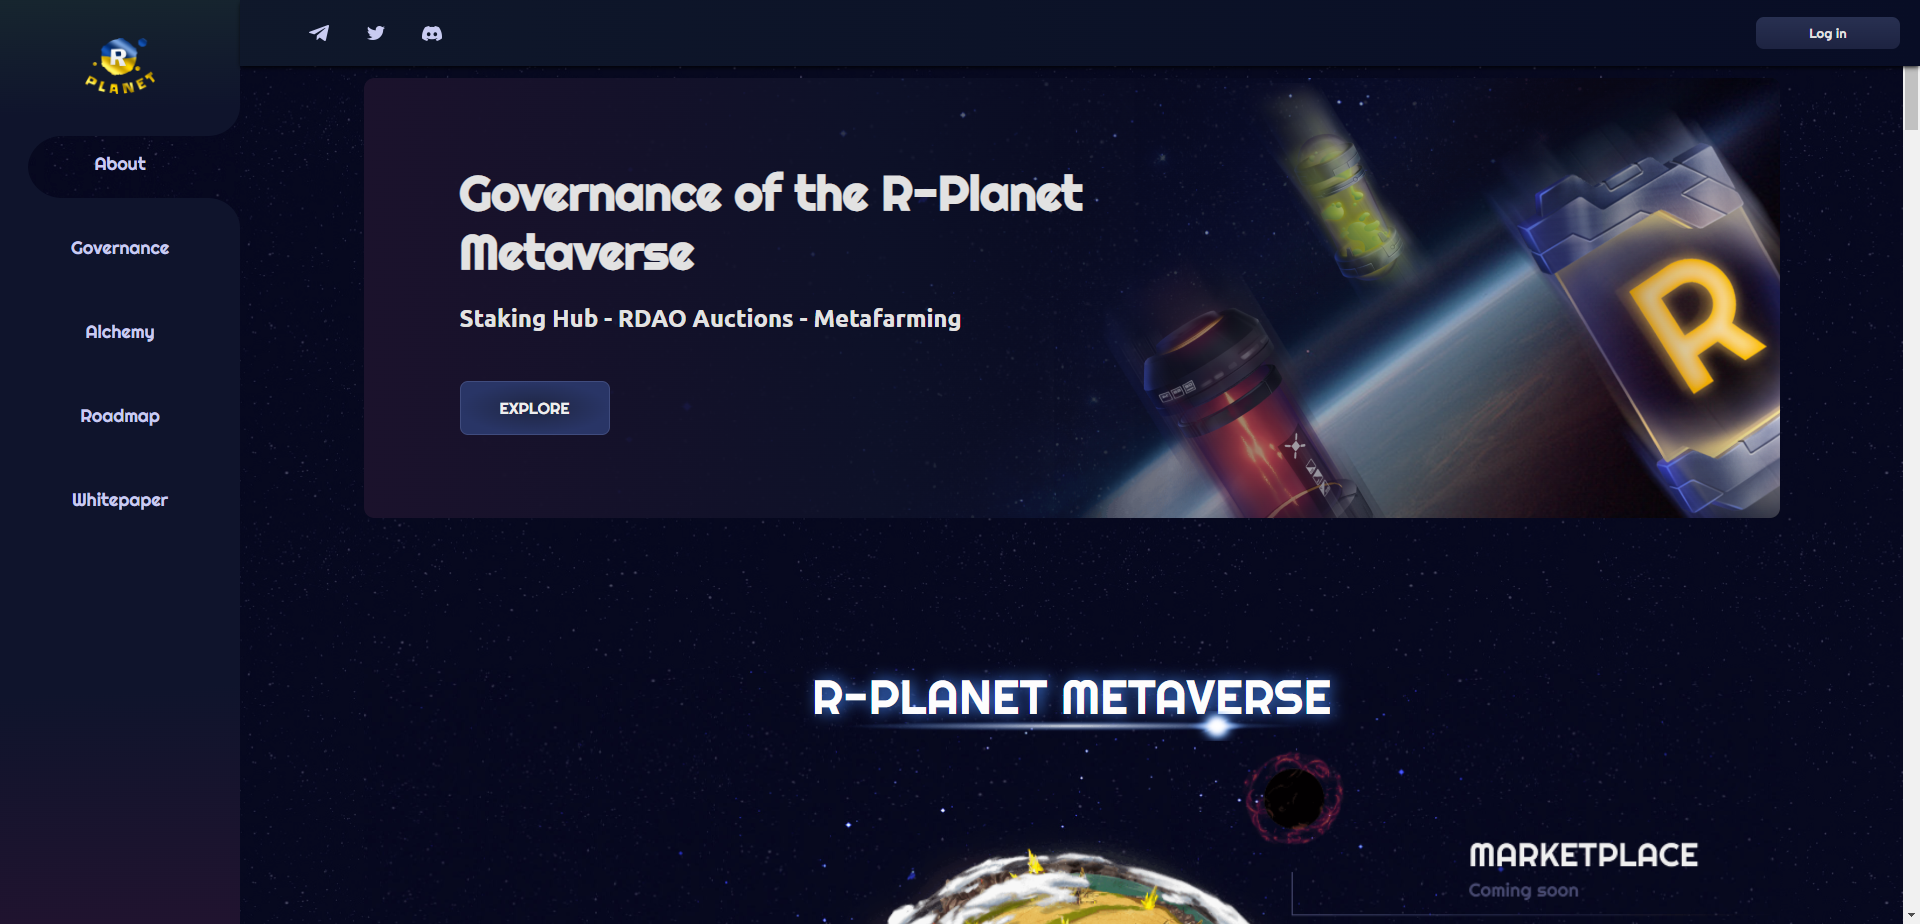 R
PLANET
Log in
About
Governance
Alchemy
Roadmap
Whitepaper
Governance of the R-Planet
Metaverse
Staking Hub - RDAO Auctions - Metafarming
EXPLORE
R
R-PLANET METAVERSE
MARKETPLACE
Coming soon